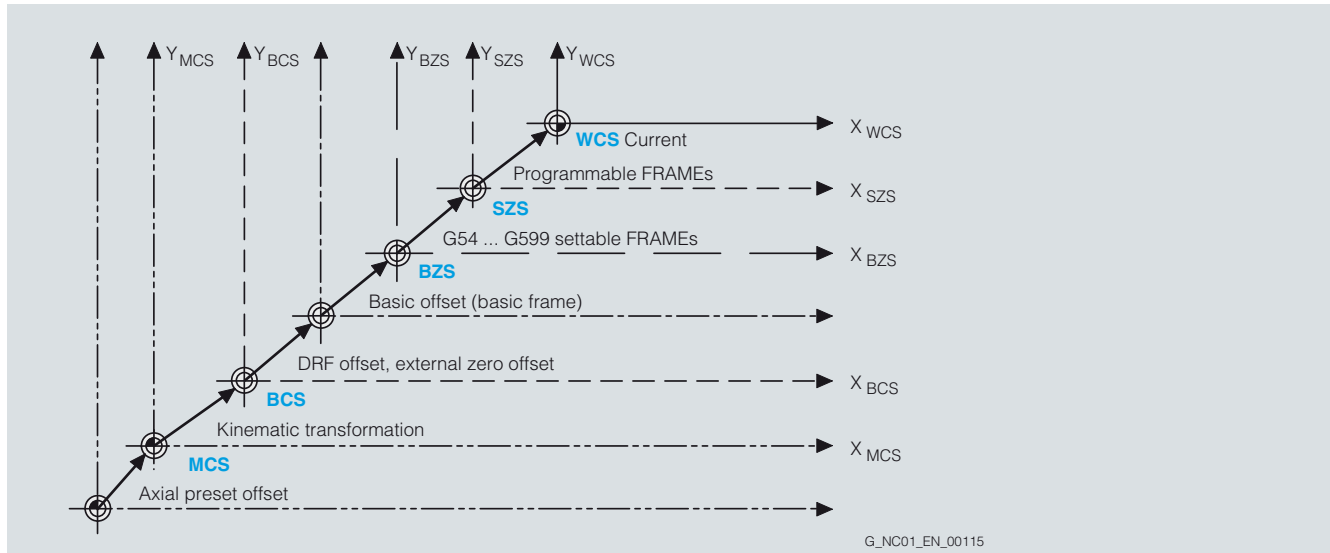 Y MCS Y BCS Y BZS Y SZS Y WCS
X WCS
WCS Current
Programmable FRAMEs
X SZS
SZS
G54 ... G599 settable FRAMEs
X BZS
BZS
Basic offset (basic frame)
DRF offset, external zero offset
X BCS
BCS
Kinematic transformation
X MCS
MCS
Axial preset offset
G_NC01_EN_00115